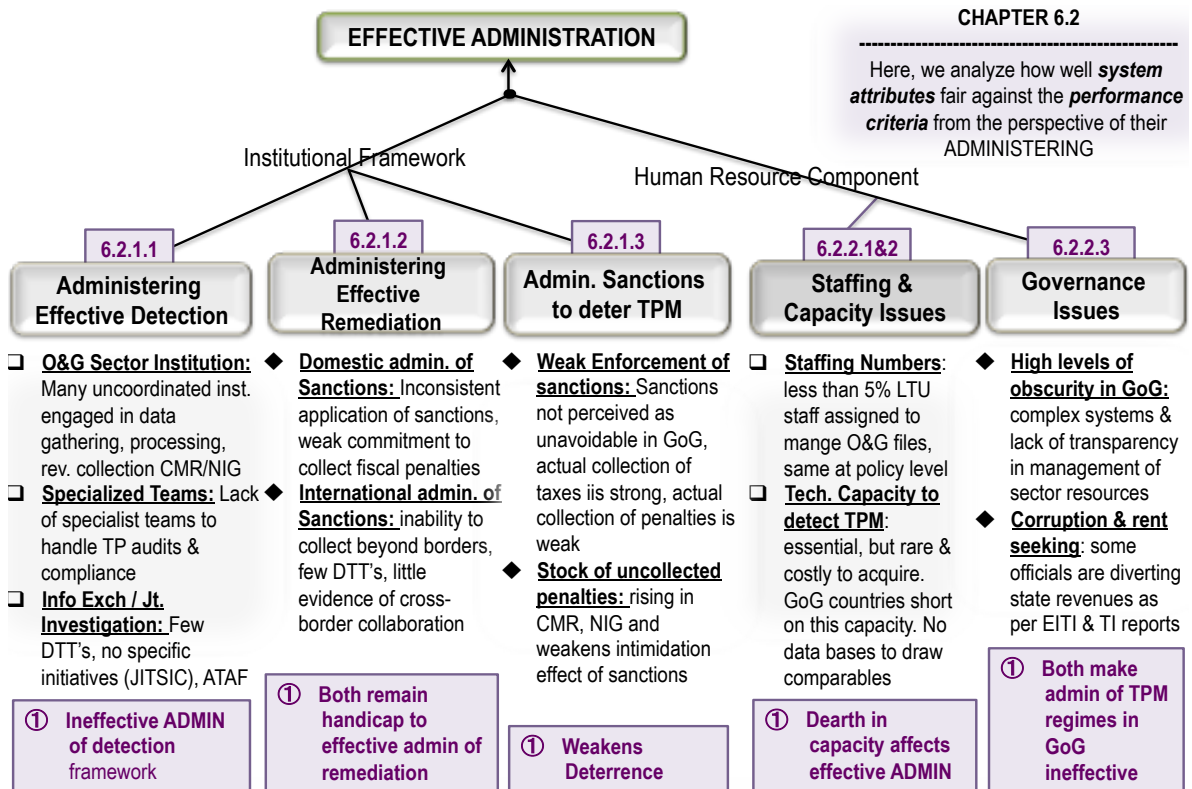 EFFECTIVE ADMINISTRATION
CHAPTER 6.2
---------------------------------------------------
Here, we analyze how well system
attributes fair against the performance
criteria from the perspective of their
ADMINISTERING
Institutional Framework
Human Resource Component
6.2.1.1
Administering
Effective Detection
❑ O&G Sector Institution:
Many uncoordinated inst.
engaged in data
gathering, processing,
rev. collection CMR/NIG
❑ Specialized Teams: Lack
of specialist teams to
handle TP audits &
compliance
❑ Info Exch / Jt.
Investigation: Few
DTT's, no specific
initiatives (JITSIC), ATAF
① Ineffective ADMIN
of detection
framework
6.2.1.2
Administering
Effective
Remediation
◆ Domestic admin. of
Sanctions: Inconsistent
application of sanctions,
weak commitment to
collect fiscal penalties
◆ International admin. of
Sanctions: inability to
collect beyond borders,
few DTT's, little
evidence of cross-
border collaboration
① Both remain
handicap to
effective admin of
remediation
6.2.1.3
Admin. Sanctions
to deter TPM
◆ Weak Enforcement of
sanctions: Sanctions
not perceived as
unavoidable in GoG,
actual collection of
taxes iis strong, actual
collection of penalties is
weak
◆ Stock of uncollected
penalties: rising in
CMR, NIG and
weakens intimidation
effect of sanctions
① Weakens
Deterrence
6.2.2.1&2
Staffing &
Capacity Issues
❑ Staffing Numbers:
less than 5% LTU
staff assigned to
mange O&G files,
same at policy level
❑ Tech. Capacity to
detect TPM:
essential, but rare &
costly to acquire.
GoG countries short
on this capacity. No
data bases to draw
comparables
① Dearth in
capacity affects
effective ADMIN
6.2.2.3
Governance
Issues
◆ High levels of
obscurity in GoG:
complex systems &
lack of transparency
in management of
sector resources
◆ Corruption & rent
seeking: some
officials are diverting
state revenues as
per EITI & TI reports
① Both make
admin of TPM
regimes in
GoG
ineffective